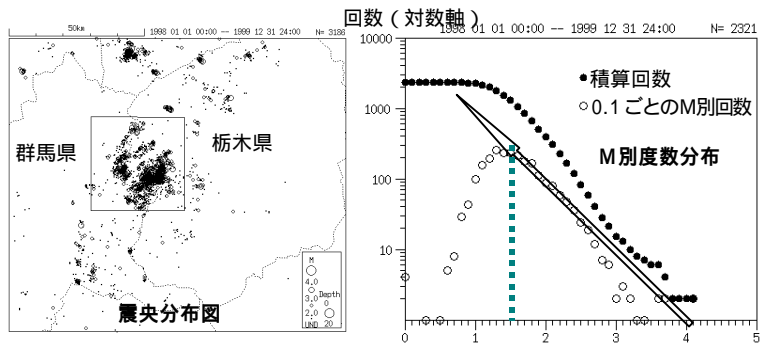 回数（対数軸）
50km
1998 01 01 00:00 -- 1999 12 31 24:00 N= 3186
群馬県
栃木県
M
4.0
3.0
2.0
UND
Depth
0
20
震央分布図
1998 01 01 00:00 -- 1999 12 31 24:00 N= 2321
10000
1000
100
10
●積算回数
○0.1ごとのM別回数
M別度数分布
0 1 2 3 4 5